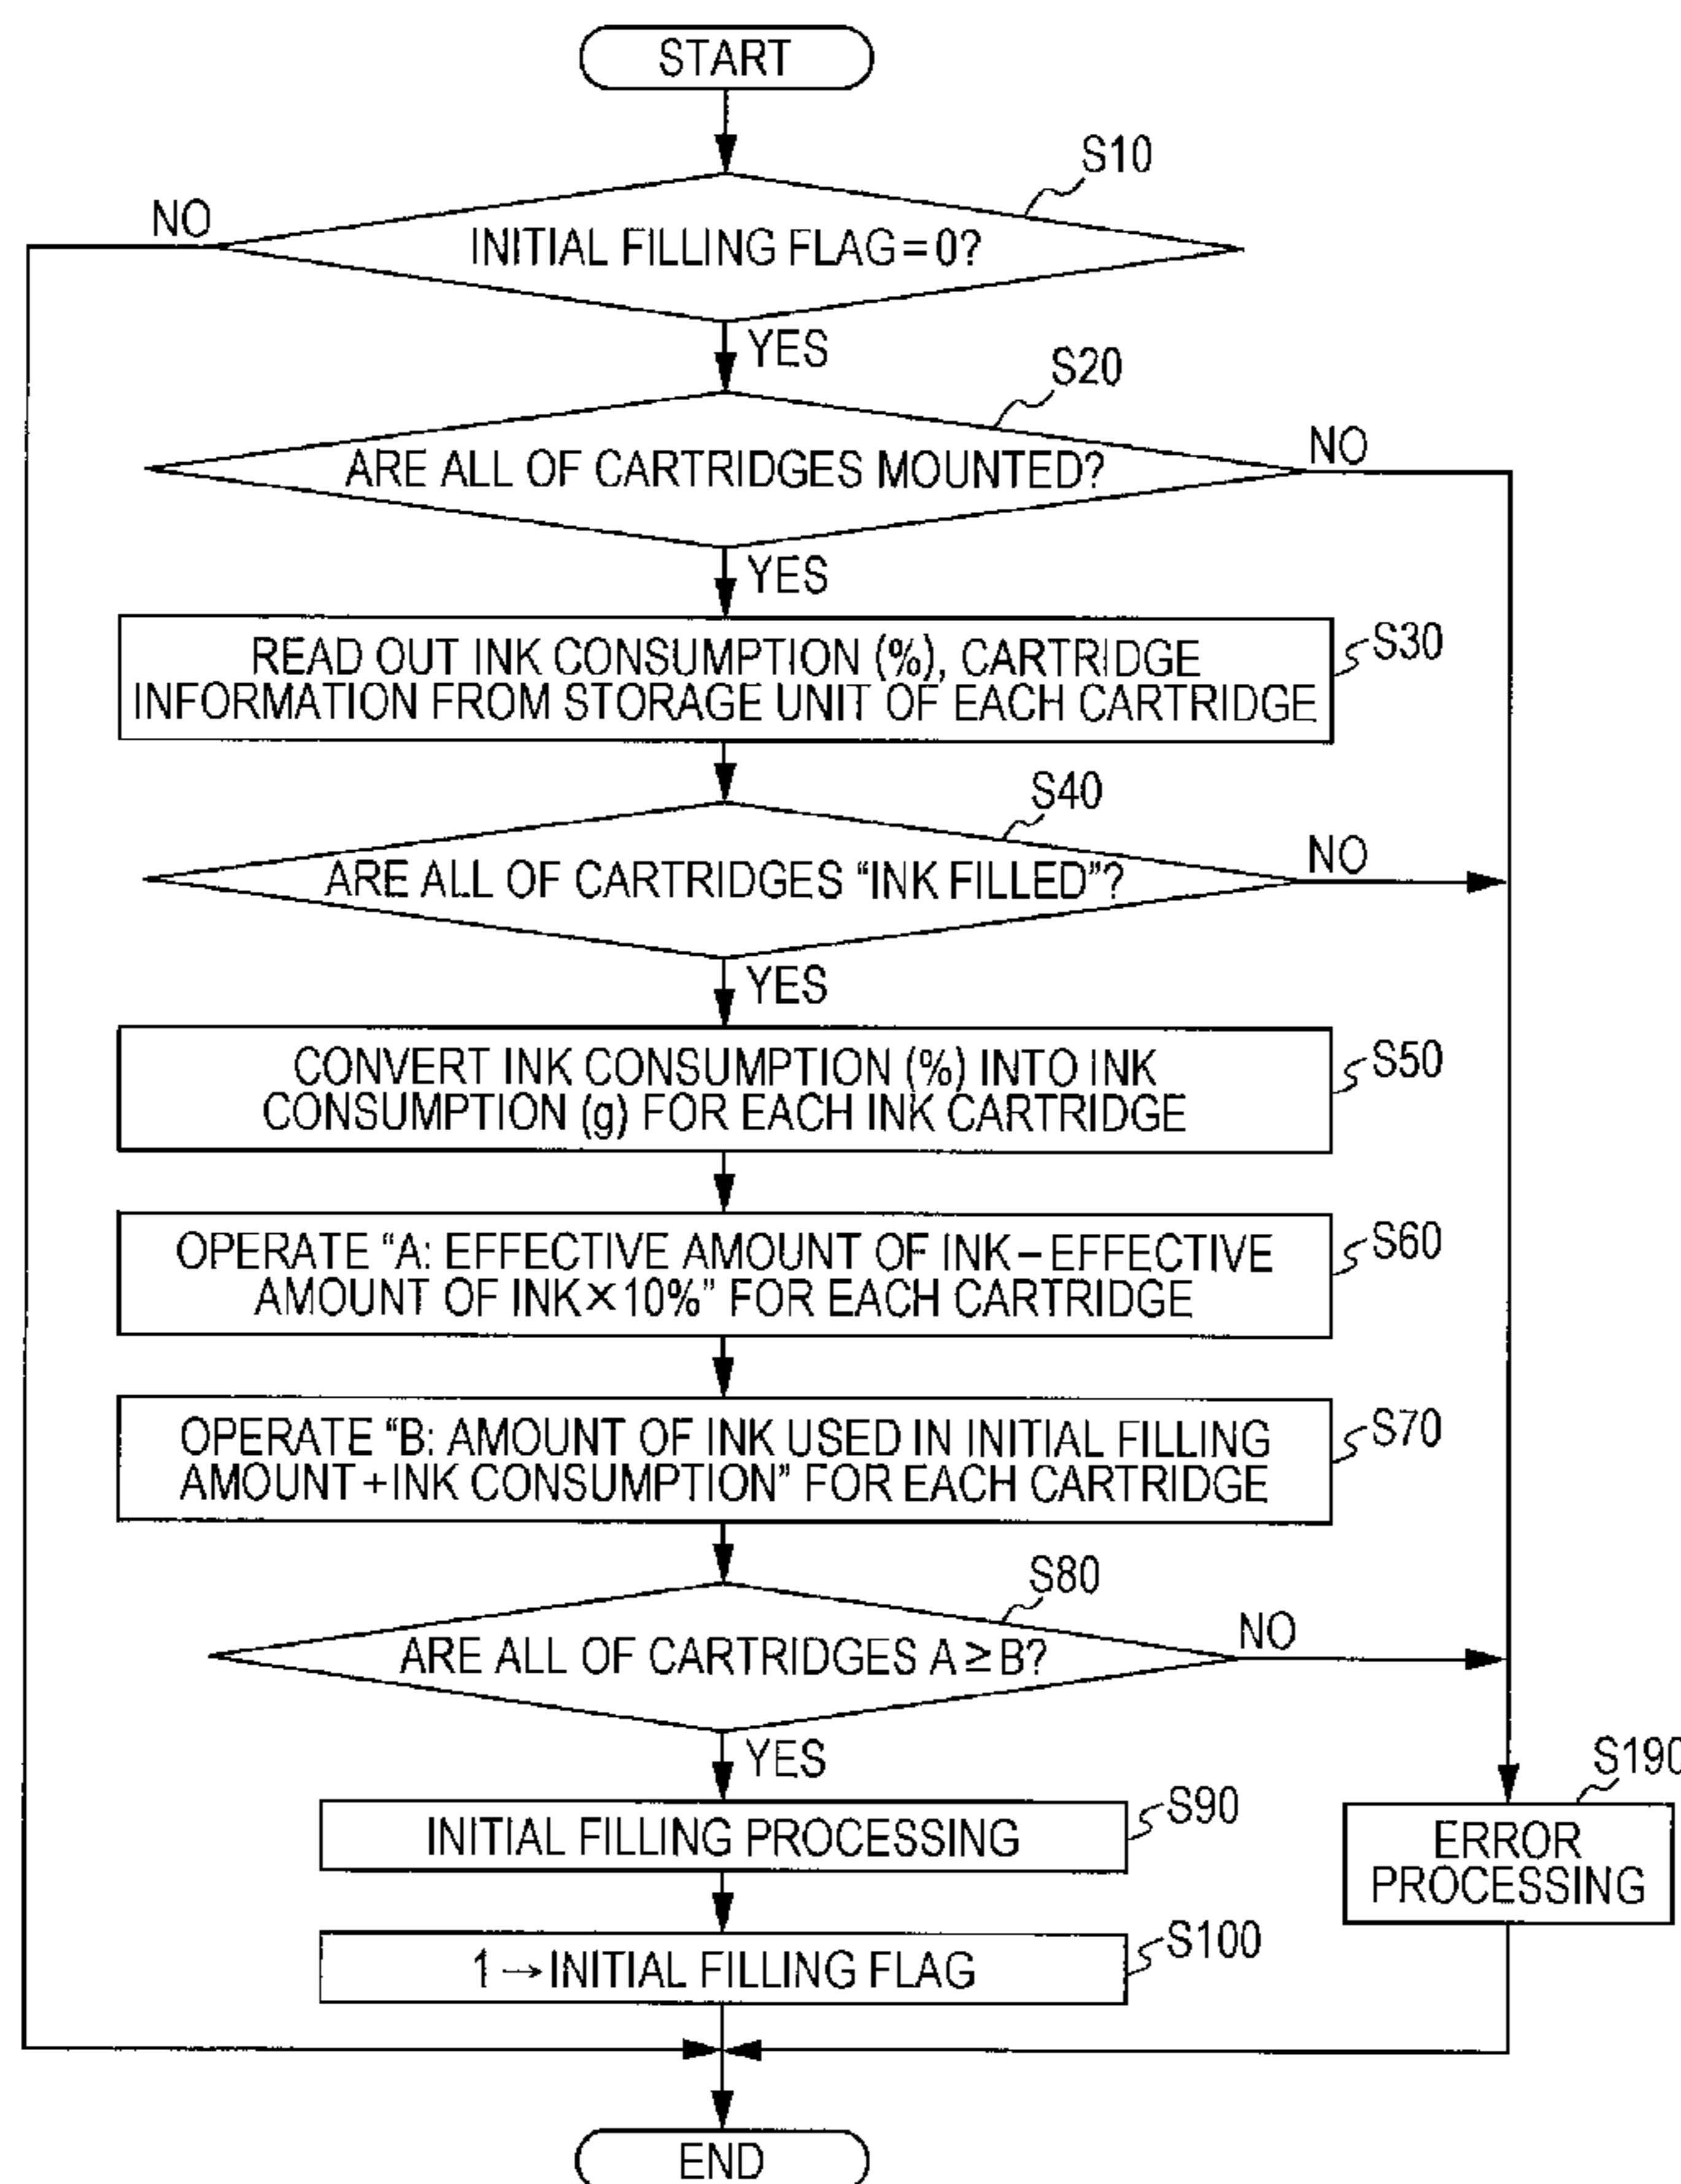 START
S10
NO
INITIAL FILLING FLAG=0?
YES
S20
NO
ARE ALL OF CARTRIDGES MOUNTED?
YES
READ OUT INK CONSUMPTION (%), CARTRIDGE
INFORMATION FROM STORAGE UNIT OF EACH CARTRIDGE
S30
S40
NO
ARE ALL OF CARTRIDGES “INK FILLED”?
YES
CONVERT INK CONSUMPTION (%) INTO INK
CONSUMPTION (g) FOR EACH INK CARTRIDGE
S50
OPERATE “A: EFFECTIVE AMOUNT OF INK–EFFECTIVE
AMOUNT OF INK×10%” FOR EACH CARTRIDGE
S60
OPERATE “B: AMOUNT OF INK USED IN INITIAL FILLING
AMOUNT+INK CONSUMPTION” FOR EACH CARTRIDGE
S70
S80
NO
ARE ALL OF CARTRIDGES A≥B?
YES
S190
INITIAL FILLING PROCESSING
S90
ERROR
PROCESSING
1→INITIAL FILLING FLAG
S100
END